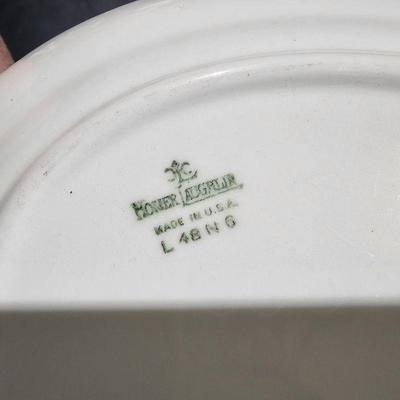 HOMER LAUGHLIN
MADE IN U.S.A.
L 48 N 6